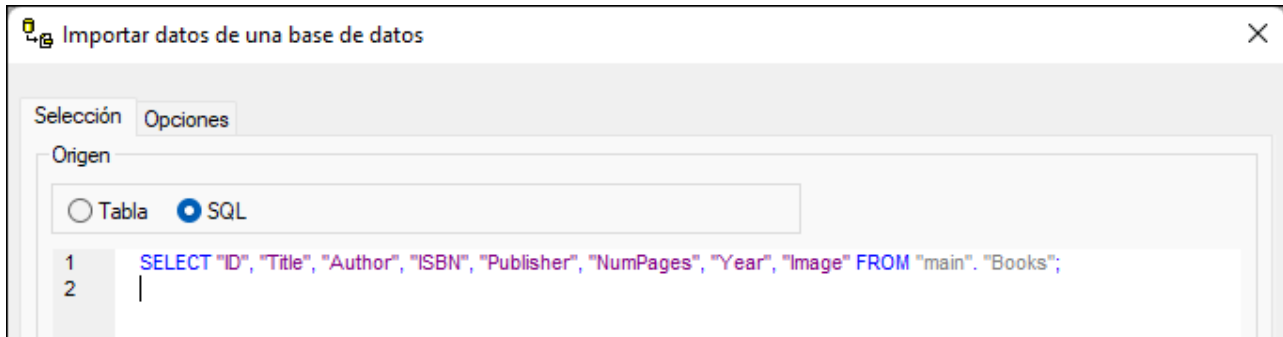 Importar datos de una base de datos
Selección Opciones
Origen
Tabla SQL
1 SELECT "ID", "Title", "Author", "ISBN", "Publisher", "NumPages", "Year", "Image" FROM "main". "Books";
2